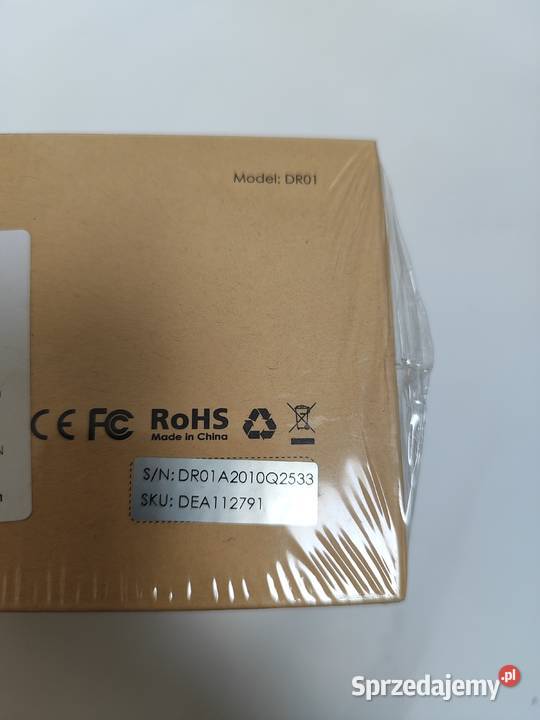 Model: DR01
CE FC RoHS
Made in China
N
S/N: DR01A2010Q2533
SKU: DEA112791
Sprzedajemy.pl